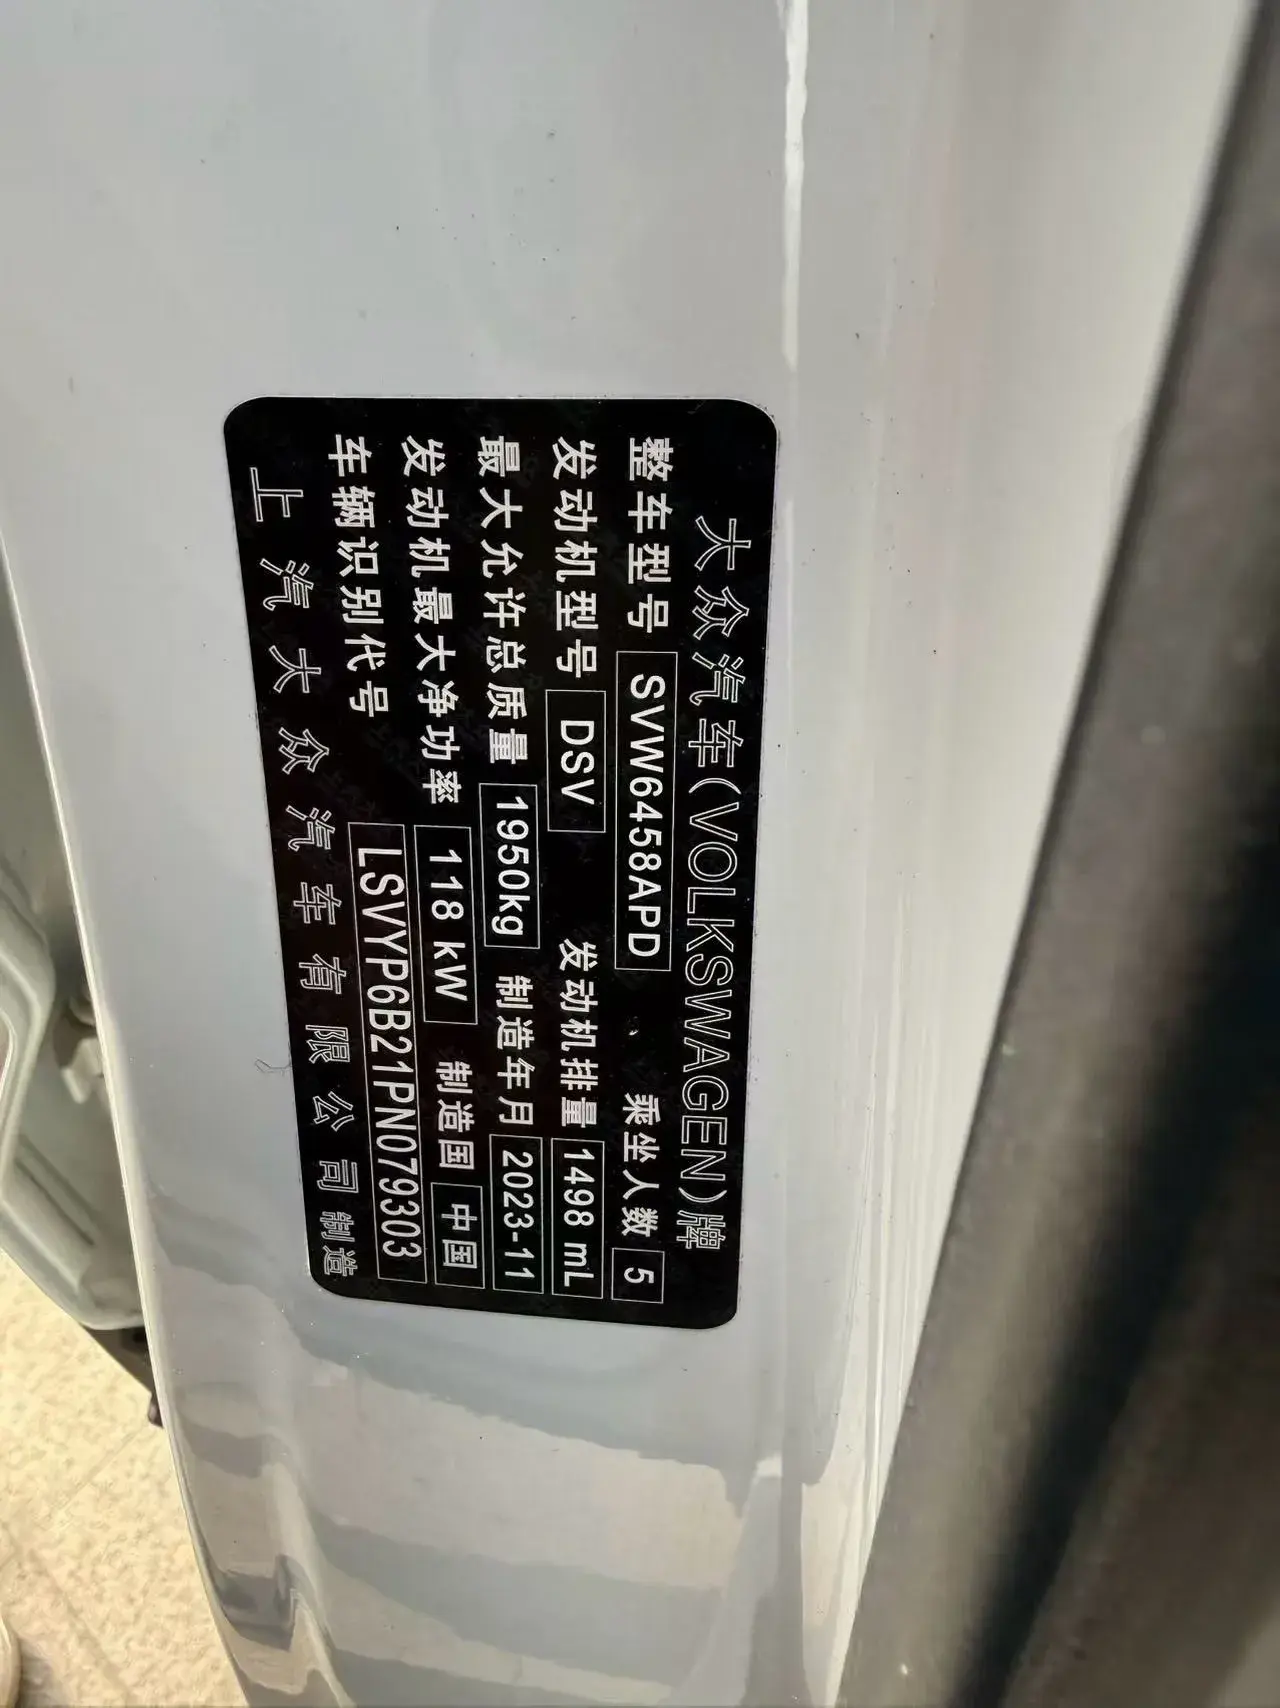 大众汽车(VOLKSWAGEN)牌
整车型号 SVW6458APD 乘坐人数 5
发动机型号 DSV 发动机排量 1498 mL
最大允许总质量 1950kg 制造年月 2023-11
发动机最大净功率 118 kW 制造国 中国
车辆识别代号 LSVYP6B21PN079303
上汽大众汽车有限公司制造